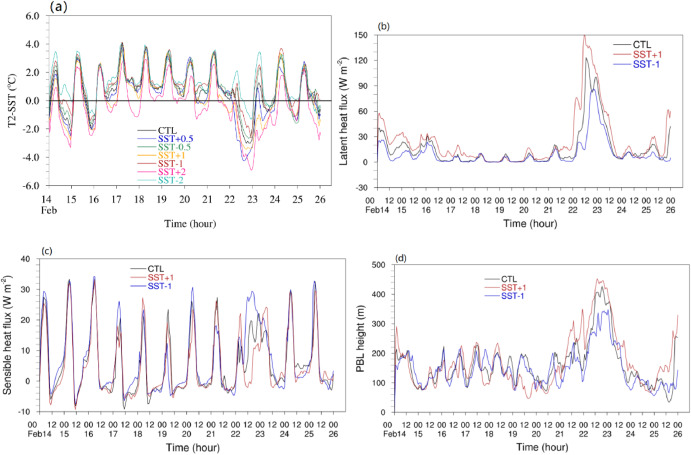 (a)
T2-SST (℃)
6.0
4.0
2.0
0.0
-2.0
-4.0
-6.0
CTL
SST+0.5
SST-0.5
SST+1
SST-1
SST+2
SST-2
14 15 16 17 18 19 20 21 22 23 24 25 26
Feb
Time (hour)
(b)
Latent heat flux (W m-2)
150
120
90
60
30
0
-30
CTL
SST+1
SST-1
00 12 00 12 00 12 00 12 00 12 00 12 00 12 00 12 00 12 00 12 00 12 00 12 00
Feb14 15 16 17 18 19 20 21 22 23 24 25 26
Time (hour)
(c)
Sensible heat flux (W m-2)
40
30
20
10
0
-10
CTL
SST+1
SST-1
00 12 00 12 00 12 00 12 00 12 00 12 00 12 00 12 00 12 00 12 00 12 00 12 00
Feb14 15 16 17 18 19 20 21 22 23 24 25 26
Time (hour)
(d)
PBL height (m)
500
400
300
200
100
0
CTL
SST+1
SST-1
00 12 00 12 00 12 00 12 00 12 00 12 00 12 00 12 00 12 00 12 00 12 00 12 00
Feb14 15 16 17 18 19 20 21 22 23 24 25 26
Time (hour)